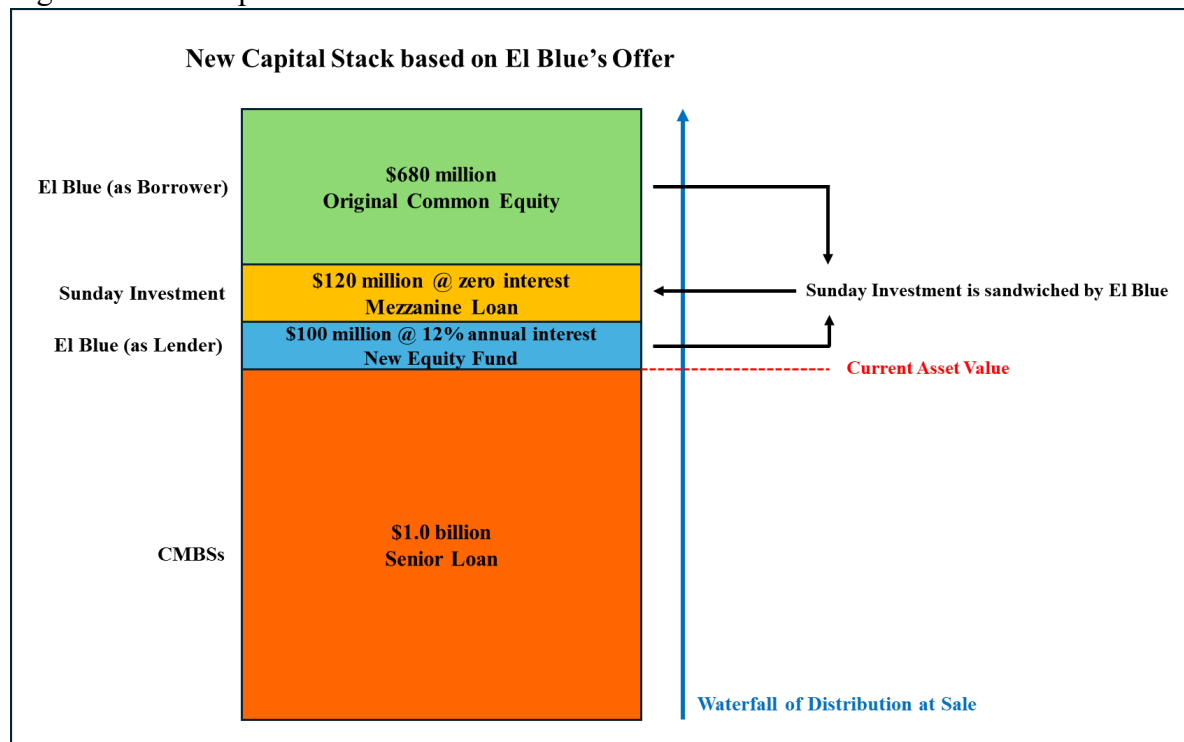 New Capital Stack based on El Blue's Offer
El Blue (as Borrower)
$680 million
Original Common Equity
Sunday Investment
$120 million @ zero interest
Mezzanine Loan
Sunday Investment is sandwiched by El Blue
El Blue (as Lender)
$100 million @ 12% annual interest
New Equity Fund
Current Asset Value
CMBSs
$1.0 billion
Senior Loan
Waterfall of Distribution at Sale